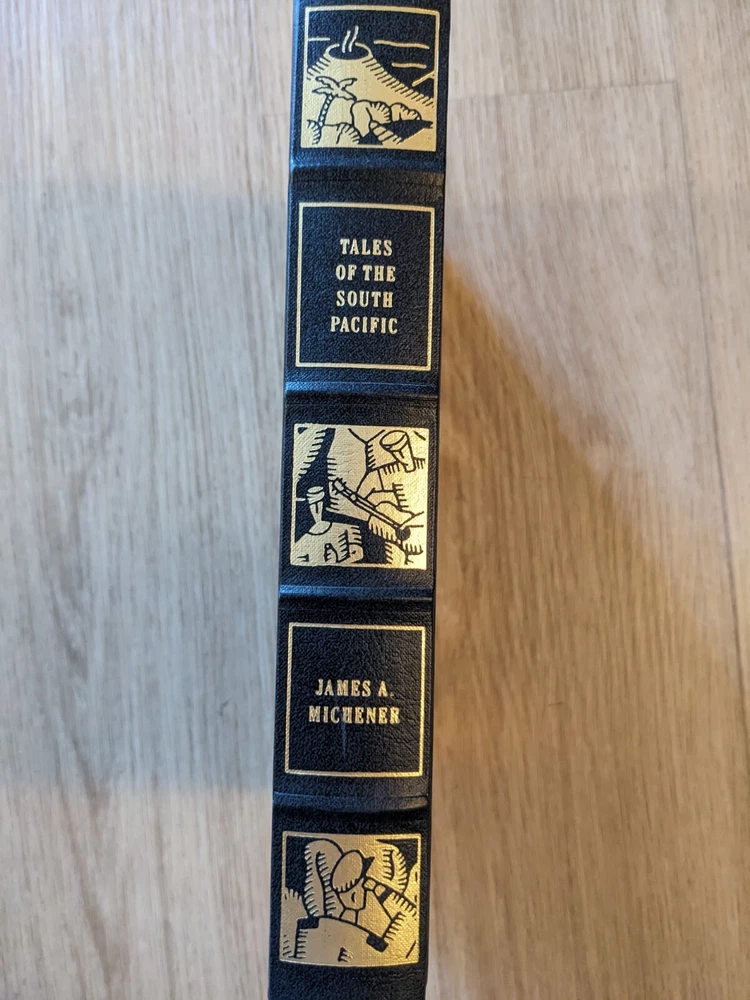 TALES
OF THE
SOUTH
PACIFIC
JAMES A.
MICHENER